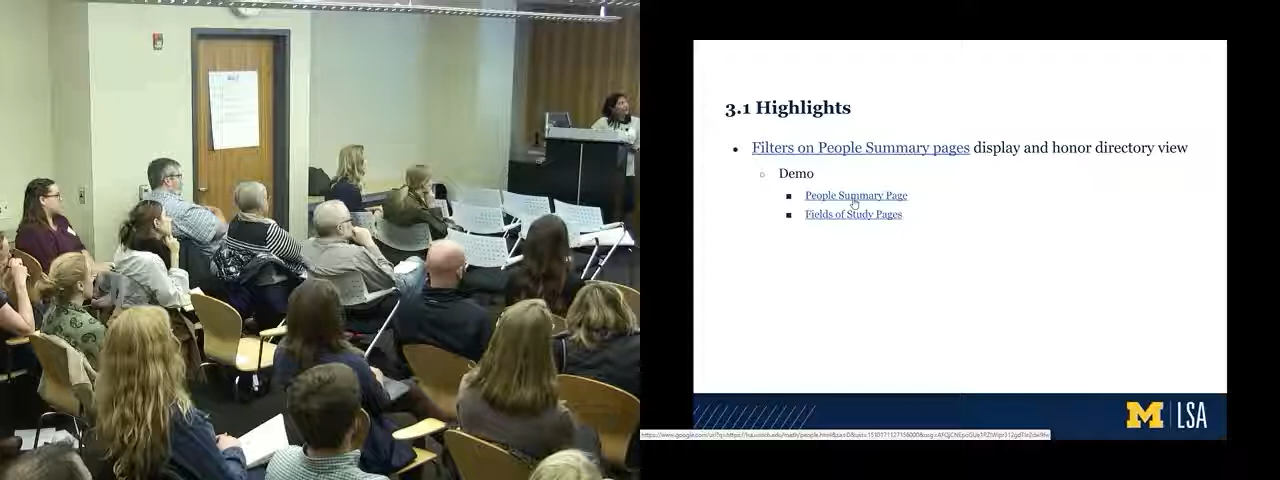 3.1 Highlights
Filters on People Summary pages display and honor directory view
Demo
People Summary Page
Fields of Study Pages
M LSA